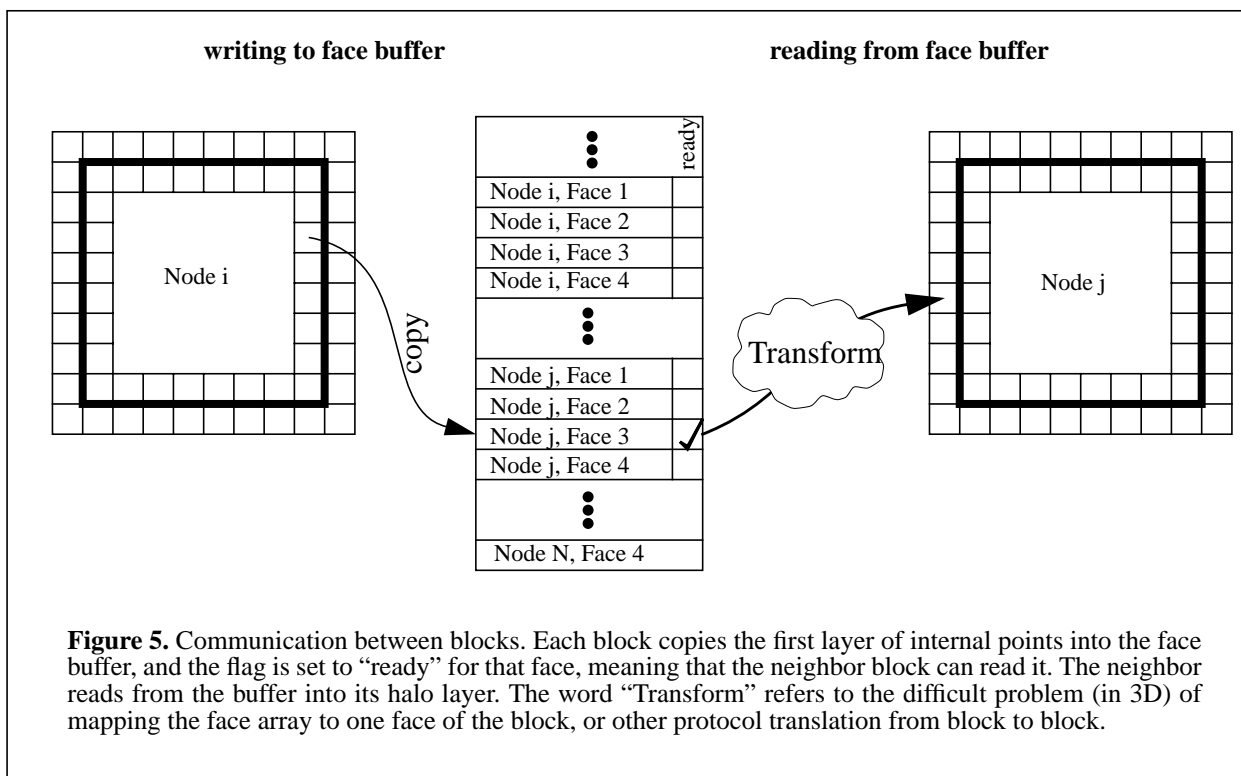 writing to face buffer
reading from face buffer
ready
Node i, Face 1
Node i, Face 2
Node i, Face 3
Node i, Face 4
Node i
Node j
copy
Transform
Node j, Face 1
Node j, Face 2
Node j, Face 3
Node j, Face 4
Node N, Face 4
Figure 5. Communication between blocks. Each block copies the first layer of internal points into the face
buffer, and the flag is set to “ready” for that face, meaning that the neighbor block can read it. The neighbor
reads from the buffer into its halo layer. The word “Transform” refers to the difficult problem (in 3D) of
mapping the face array to one face of the block, or other protocol translation from block to block.